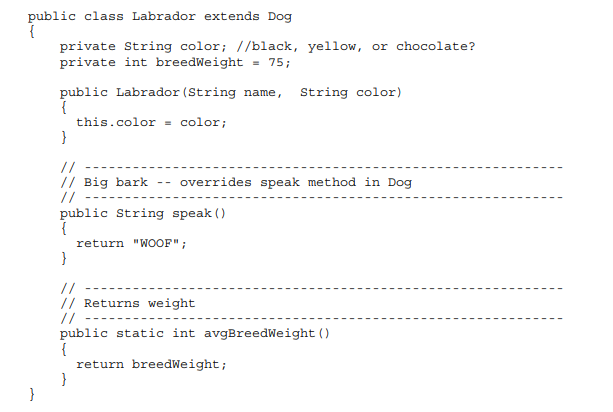 public class Labrador extends Dog
{
    private String color; //black, yellow, or chocolate?
    private int breedWeight = 75;

    public Labrador(String name,  String color)
    {
      this.color = color;
    }

    // ------------------------------------------------------------
    // Big bark -- overrides speak method in Dog
    // ------------------------------------------------------------
    public String speak()
    {
      return "WOOF";
    }

    // ------------------------------------------------------------
    // Returns weight
    // ------------------------------------------------------------
    public static int avgBreedWeight()
    {
      return breedWeight;
    }
}